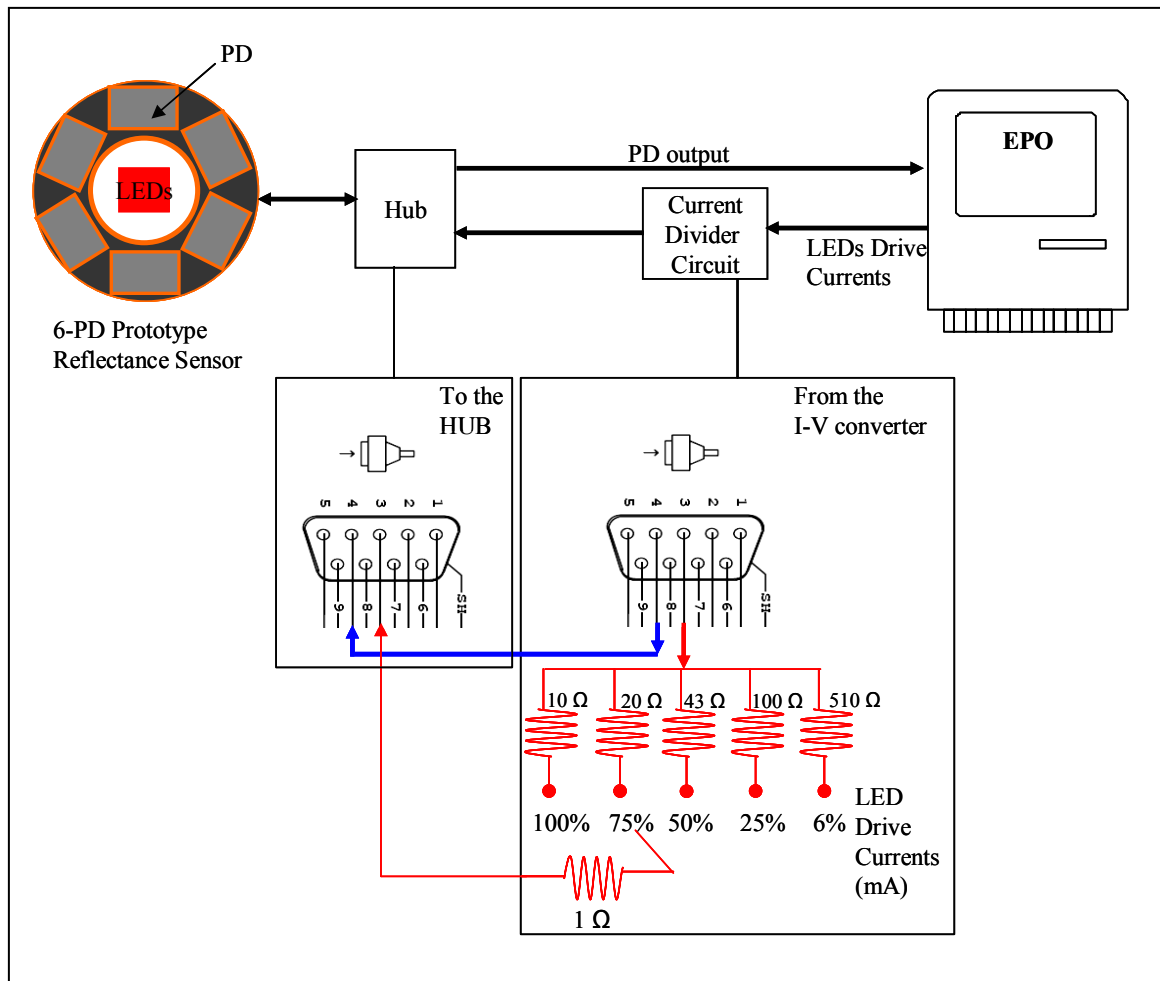 PD
LEDs
6-PD Prototype
Reflectance Sensor
Hub
PD output
Current
Divider
Circuit
LEDs Drive
Currents
EPO
To the
HUB
5 4 3 2 1
9 8 7 6 SH
From the
I-V converter
5 4 3 2 1
9 8 7 6 SH
10 Ω 20 Ω 43 Ω 100 Ω 510 Ω
100% 75% 50% 25% 6%
LED
Drive
Currents
(mA)
1 Ω